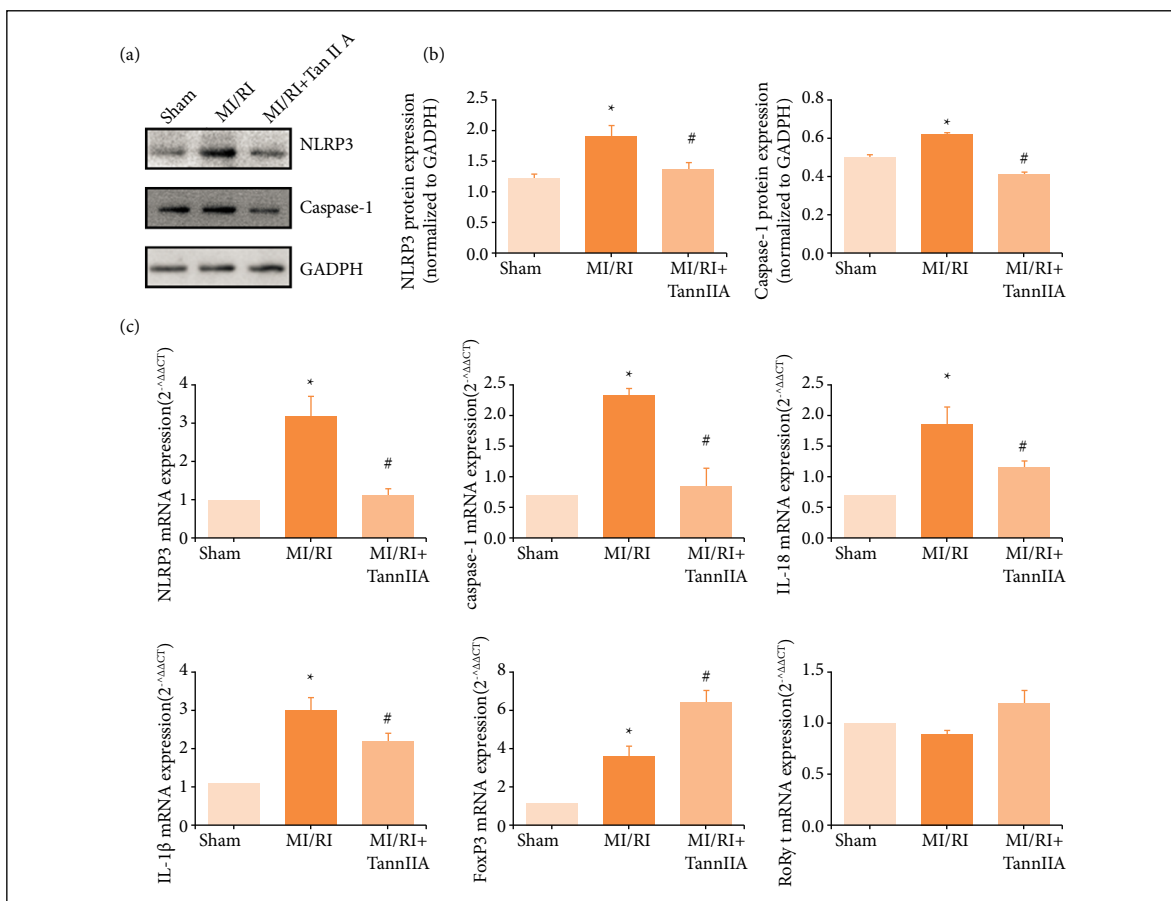 (a)
Sham
MI/RI
MI/RI+Tan II A
NLRP3
Caspase-1
GADPH
(b)
NLRP3 protein expression
(normalized to GADPH)
2.5
2.0
1.5
1.0
0.5
0.0
*
#
Sham
MI/RI
MI/RI+
TannIIA
Caspase-1 protein expression
(normalized to GADPH)
0.8
0.6
0.4
0.2
0.0
*
#
Sham
MI/RI
MI/RI+
TannIIA
(c)
NLRP3 mRNA expression(2-^ΔΔCT)
4
3
2
1
0
*
#
Sham
MI/RI
MI/RI+
TannIIA
caspase-1 mRNA expression(2-^ΔΔCT)
2.5
2.0
1.5
1.0
0.5
0.0
*
#
Sham
MI/RI
MI/RI+
TannIIA
IL-18 mRNA expression(2-^ΔΔCT)
2.5
2.0
1.5
1.0
0.5
0.0
*
#
Sham
MI/RI
MI/RI+
TannIIA
IL-1β mRNA expression(2-^ΔΔCT)
4
3
2
1
0
*
#
Sham
MI/RI
MI/RI+
TannIIA
FoxP3 mRNA expression(2-^ΔΔCT)
8
6
4
2
0
*
#
Sham
MI/RI
MI/RI+
TannIIA
RoRγ t mRNA expression(2-^ΔΔCT)
1.5
1.0
0.5
0.0
Sham
MI/RI
MI/RI+
TannIIA